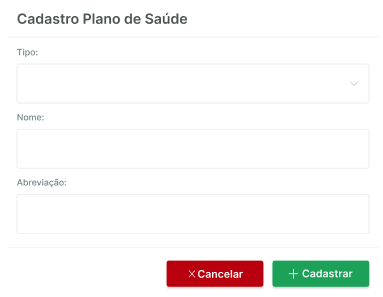 Cadastro Plano de Saúde
Tipo:
Nome:
Abreviação:
Cancelar
Cadastrar